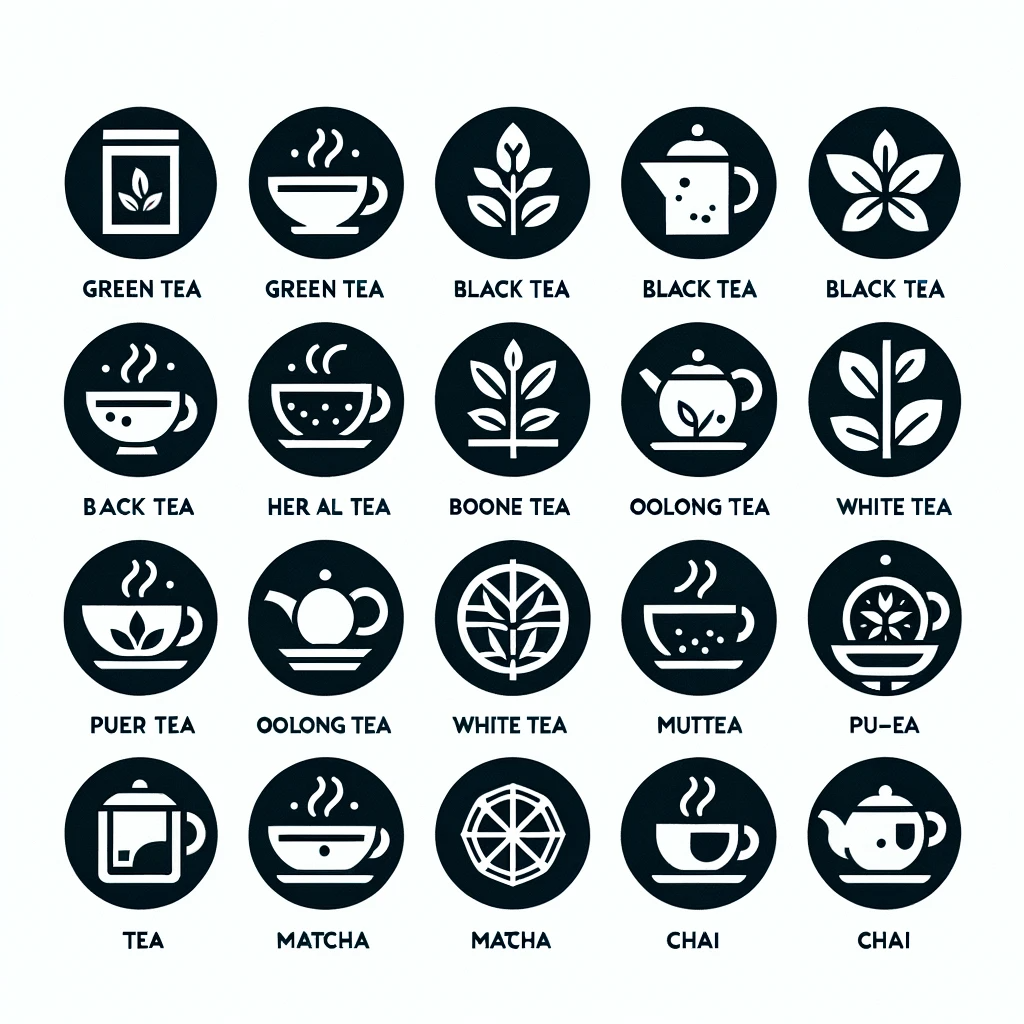 GREEN TEA GREEN TEA BLACK TEA BLACK TEA BLACK TEA
BACK TEA HER AL TEA BOONE TEA OOLONG TEA WHITE TEA
PUER TEA OOLONG TEA WHITE TEA MUTTEA PU-EA
TEA MATCHA MATCHA CHAI CHAI